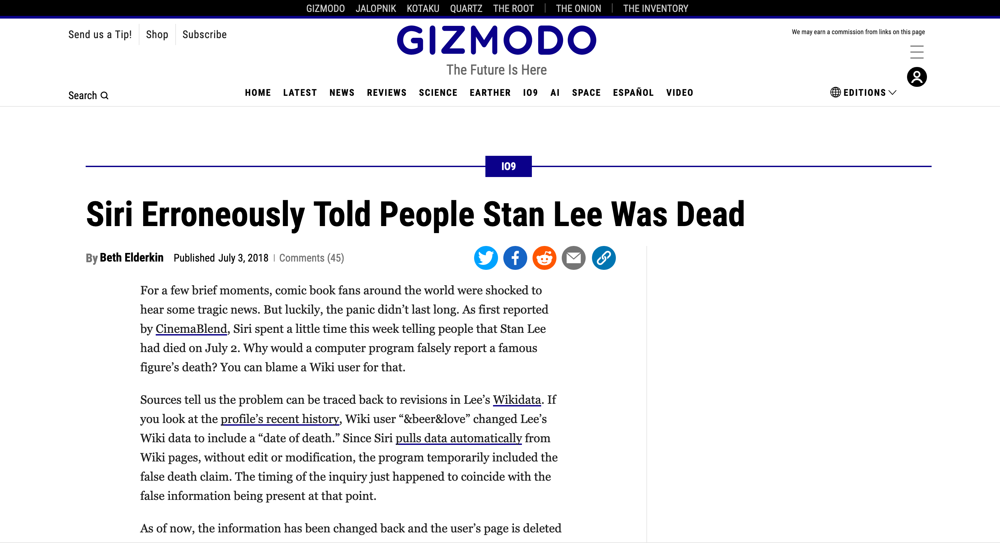 GIZMODO JALOPNIK KOTAKU QUARTZ THE ROOT THE ONION THE INVENTORY
Send us a Tip! Shop Subscribe
GIZMODO
We may earn a commission from links on this page
The Future Is Here
Search
HOME LATEST NEWS REVIEWS SCIENCE EARTHER IO9 AI SPACE ESPAÑOL VIDEO
EDITIONS
IO9
Siri Erroneously Told People Stan Lee Was Dead
By Beth Elderkin Published July 3, 2018 Comments (45)
For a few brief moments, comic book fans around the world were shocked to
hear some tragic news. But luckily, the panic didn’t last long. As first reported
by CinemaBlend, Siri spent a little time this week telling people that Stan Lee
had died on July 2. Why would a computer program falsely report a famous
figure’s death? You can blame a Wiki user for that.
Sources tell us the problem can be traced back to revisions in Lee’s Wikidata. If
you look at the profile’s recent history, Wiki user “&beer&love” changed Lee’s
Wiki data to include a “date of death.” Since Siri pulls data automatically from
Wiki pages, without edit or modification, the program temporarily included the
false death claim. The timing of the inquiry just happened to coincide with the
false information being present at that point.
As of now, the information has been changed back and the user’s page is deleted